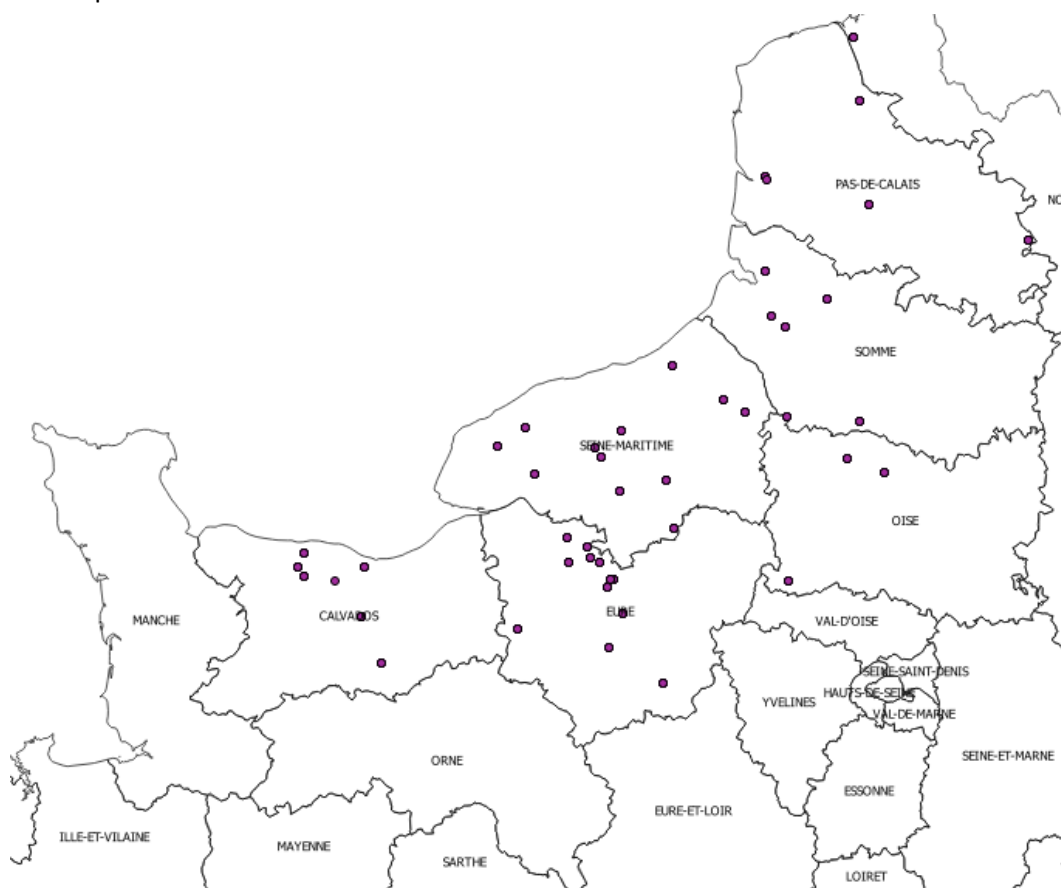 PAS-DE-CALAIS
NO
SOMME
SEINE-MARITIME
OISE
MANCHE
CALVADOS
EURE
VAL-D'OISE
SEINE-SAINT-DENIS
HAUTS-DE-SEINE
YVELINES
VAL-DE-MARNE
ORNE
SEINE-ET-MARNE
ESSONNE
EURE-ET-LOIR
ILLE-ET-VILAINE
MAYENNE
SARTHE
LOIRET